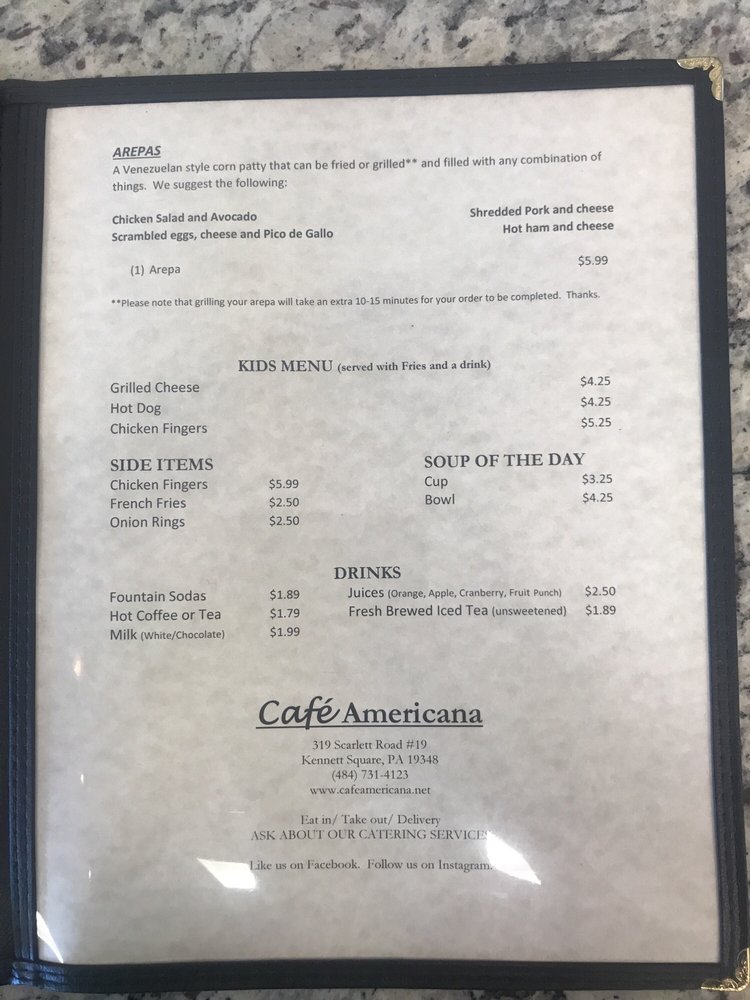 AREPAS
A Venezuelan style corn patty that can be fried or grilled** and filled with any combination of
things. We suggest the following:
Chicken Salad and Avocado Shredded Pork and cheese
Scrambled eggs, cheese and Pico de Gallo Hot ham and cheese
(1) Arepa $5.99
**Please note that grilling your arepa will take an extra 10-15 minutes for your order to be completed. Thanks.
KIDS MENU (served with Fries and a drink)
Grilled Cheese $4.25
Hot Dog $4.25
Chicken Fingers $5.25
SIDE ITEMS
Chicken Fingers $5.99
French Fries $2.50
Onion Rings $2.50
SOUP OF THE DAY
Cup $3.25
Bowl $4.25
DRINKS
Fountain Sodas $1.89
Hot Coffee or Tea $1.79
Milk (White/Chocolate) $1.99
Juices (Orange, Apple, Cranberry, Fruit Punch) $2.50
Fresh Brewed Iced Tea (unsweetened) $1.89
Café Americana
319 Scarlett Road #19
Kennett Square, PA 19348
(484) 731-4123
www.cafeamericana.net
Eat in/ Take out/ Delivery
ASK ABOUT OUR CATERING SERVICES
Like us on Facebook. Follow us on Instagram.